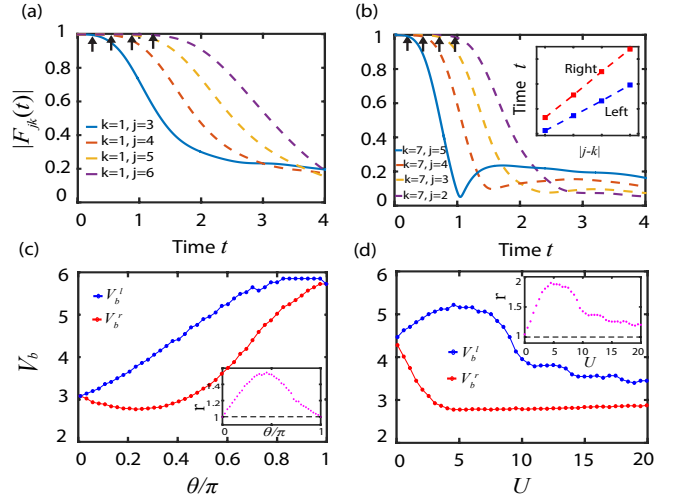 (a)
|F_jk(t)|
1
0.8
0.6
0.4
0.2
0
k=1, j=3
k=1, j=4
k=1, j=5
k=1, j=6
0 1 2 3 4
Time t
(b)
1
0.8
0.6
0.4
0.2
0
k=7, j=5
k=7, j=4
k=7, j=3
k=7, j=2
0 1 2 3 4
Time t
Time t
Right
Left
|j-k|
(c)
V_b
6
5
4
3
2
V_b^l
V_b^r
0 0.2 0.4 0.6 0.8 1
θ/π
r
1.4
1.2
1
0 1
θ/π
(d)
6
5
4
3
2
V_b^l
V_b^r
0 5 10 15 20
U
r
2
1.5
1
0 5 10 15 20
U